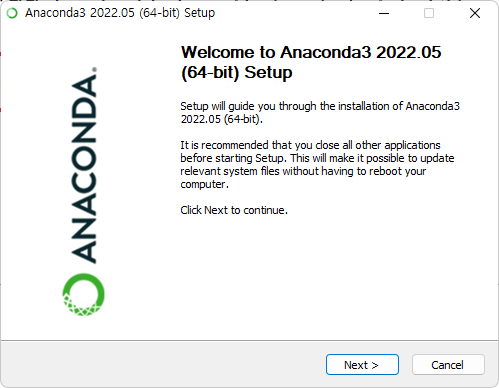 Anaconda3 2022.05 (64-bit) Setup
Welcome to Anaconda3 2022.05
(64-bit) Setup
Setup will guide you through the installation of Anaconda3
2022.05 (64-bit).
It is recommended that you close all other applications
before starting Setup. This will make it possible to update
relevant system files without having to reboot your
computer.
Click Next to continue.
ANACONDA.
Next >
Cancel